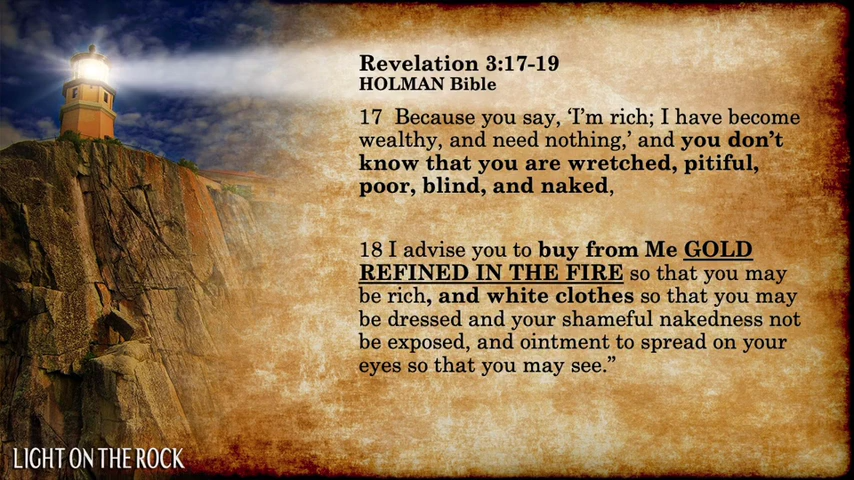 Revelation 3:17-19
HOLMAN Bible
17  Because you say, ‘I’m rich; I have become
wealthy, and need nothing,’ and you don’t
know that you are wretched, pitiful,
poor, blind, and naked,
18 I advise you to buy from Me GOLD
REFINED IN THE FIRE so that you may
be rich, and white clothes so that you may
be dressed and your shameful nakedness not
be exposed, and ointment to spread on your
eyes so that you may see.”
LIGHT ON THE ROCK